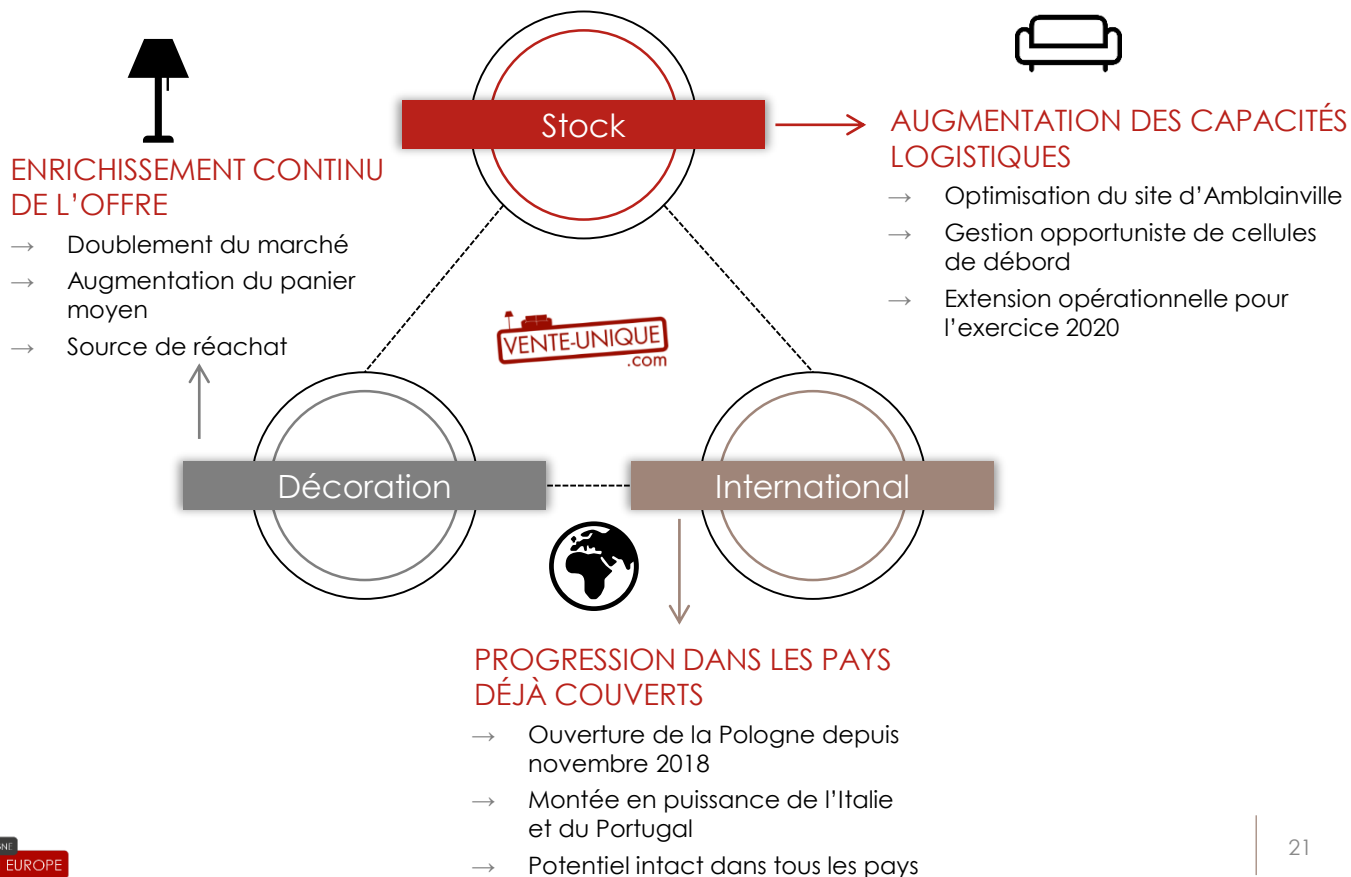 Stock
AUGMENTATION DES CAPACITÉS
LOGISTIQUES
→ Optimisation du site d’Amblainville
→ Gestion opportuniste de cellules
de débord
→ Extension opérationnelle pour
l’exercice 2020
ENRICHISSEMENT CONTINU
DE L’OFFRE
→ Doublement du marché
→ Augmentation du panier
moyen
→ Source de réachat
VENTE-UNIQUE
.com
Décoration
International
PROGRESSION DANS LES PAYS
DÉJÀ COUVERTS
→ Ouverture de la Pologne depuis
novembre 2018
→ Montée en puissance de l’Italie
et du Portugal
→ Potentiel intact dans tous les pays
EUROPE
21